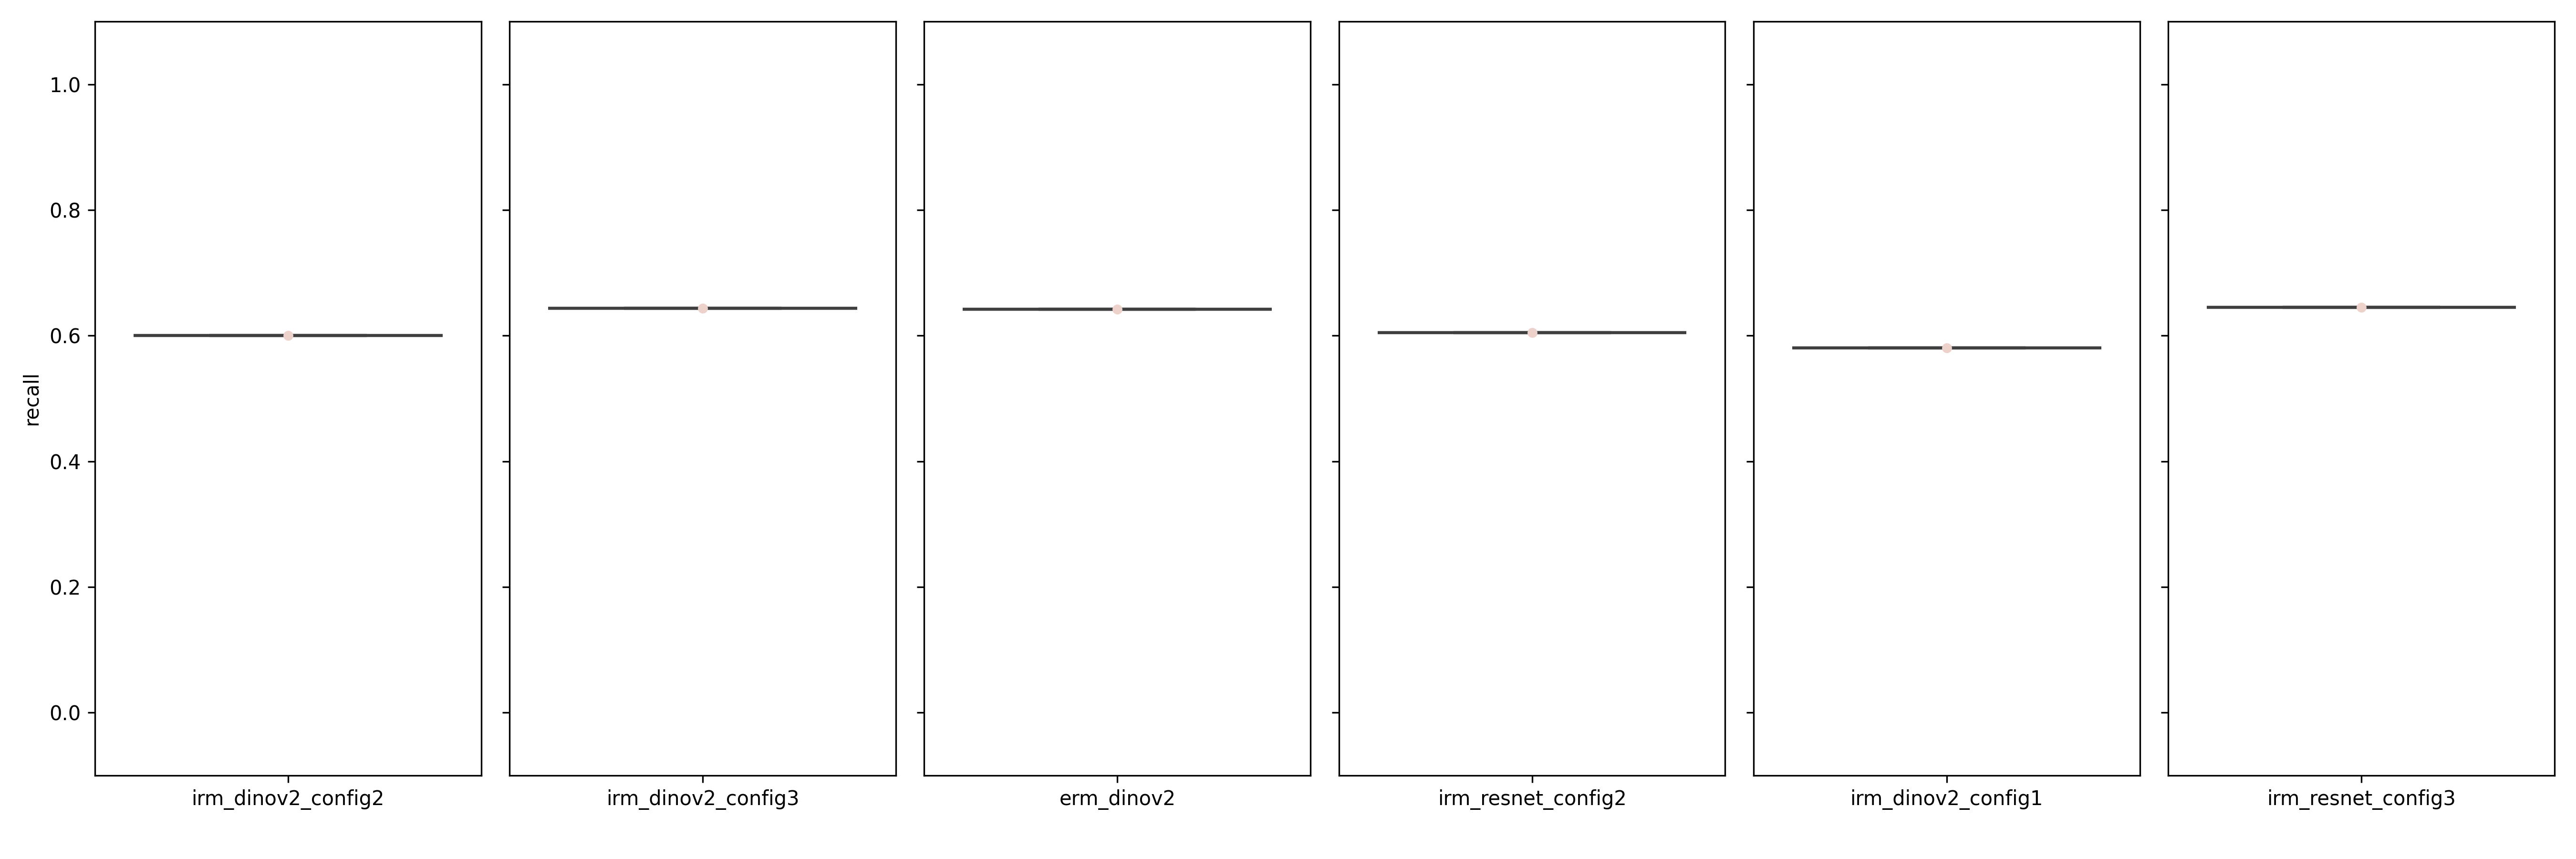 recall
1.0
0.8
0.6
0.4
0.2
0.0
irm_dinov2_config2
irm_dinov2_config3
erm_dinov2
irm_resnet_config2
irm_dinov2_config1
irm_resnet_config3